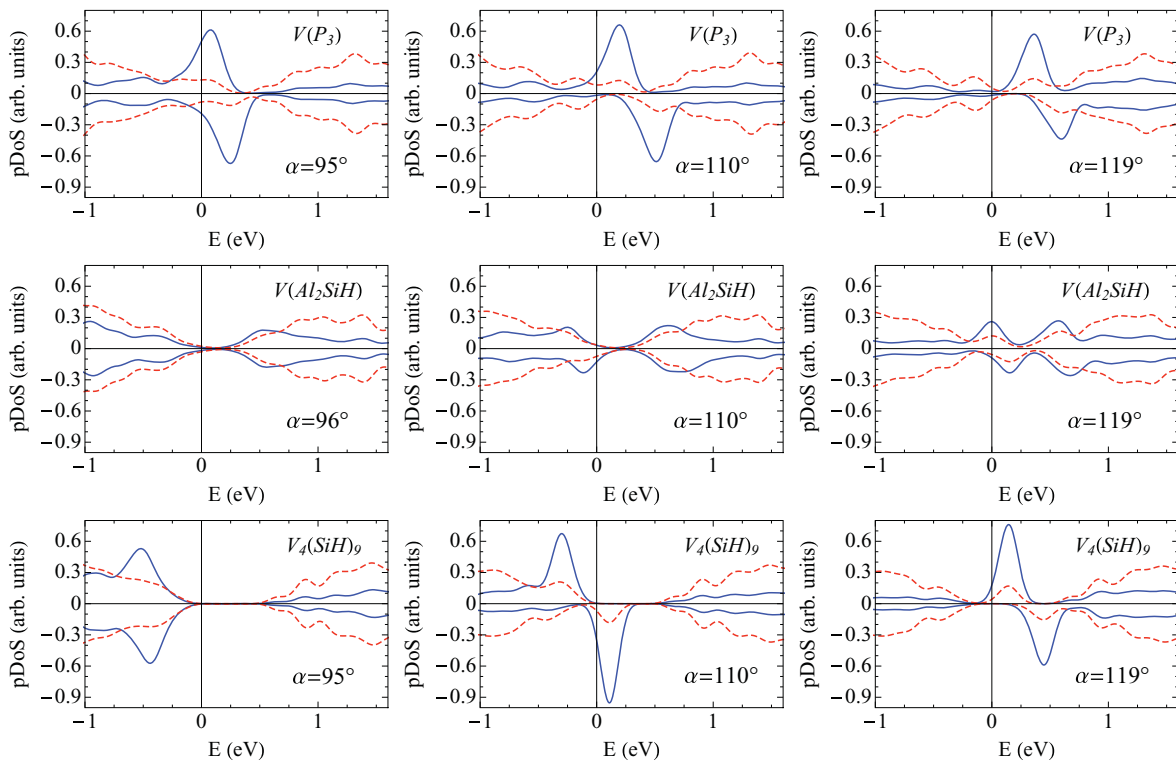 pDoS (arb. units)
0.6
0.3
0
−0.3
−0.6
−0.9
V(P3)
α=95°
−1
0
1
E (eV)
pDoS (arb. units)
0.6
0.3
0
−0.3
−0.6
−0.9
V(P3)
α=110°
−1
0
1
E (eV)
pDoS (arb. units)
0.6
0.3
0
−0.3
−0.6
−0.9
V(P3)
α=119°
−1
0
1
E (eV)
pDoS (arb. units)
0.6
0.3
0
−0.3
−0.6
−0.9
V(Al2SiH)
α=96°
−1
0
1
E (eV)
pDoS (arb. units)
0.6
0.3
0
−0.3
−0.6
−0.9
V(Al2SiH)
α=110°
−1
0
1
E (eV)
pDoS (arb. units)
0.6
0.3
0
−0.3
−0.6
−0.9
V(Al2SiH)
α=119°
−1
0
1
E (eV)
pDoS (arb. units)
0.6
0.3
0
−0.3
−0.6
−0.9
V4(SiH)9
α=95°
−1
0
1
E (eV)
pDoS (arb. units)
0.6
0.3
0
−0.3
−0.6
−0.9
V4(SiH)9
α=110°
−1
0
1
E (eV)
pDoS (arb. units)
0.6
0.3
0
−0.3
−0.6
−0.9
V4(SiH)9
α=119°
−1
0
1
E (eV)